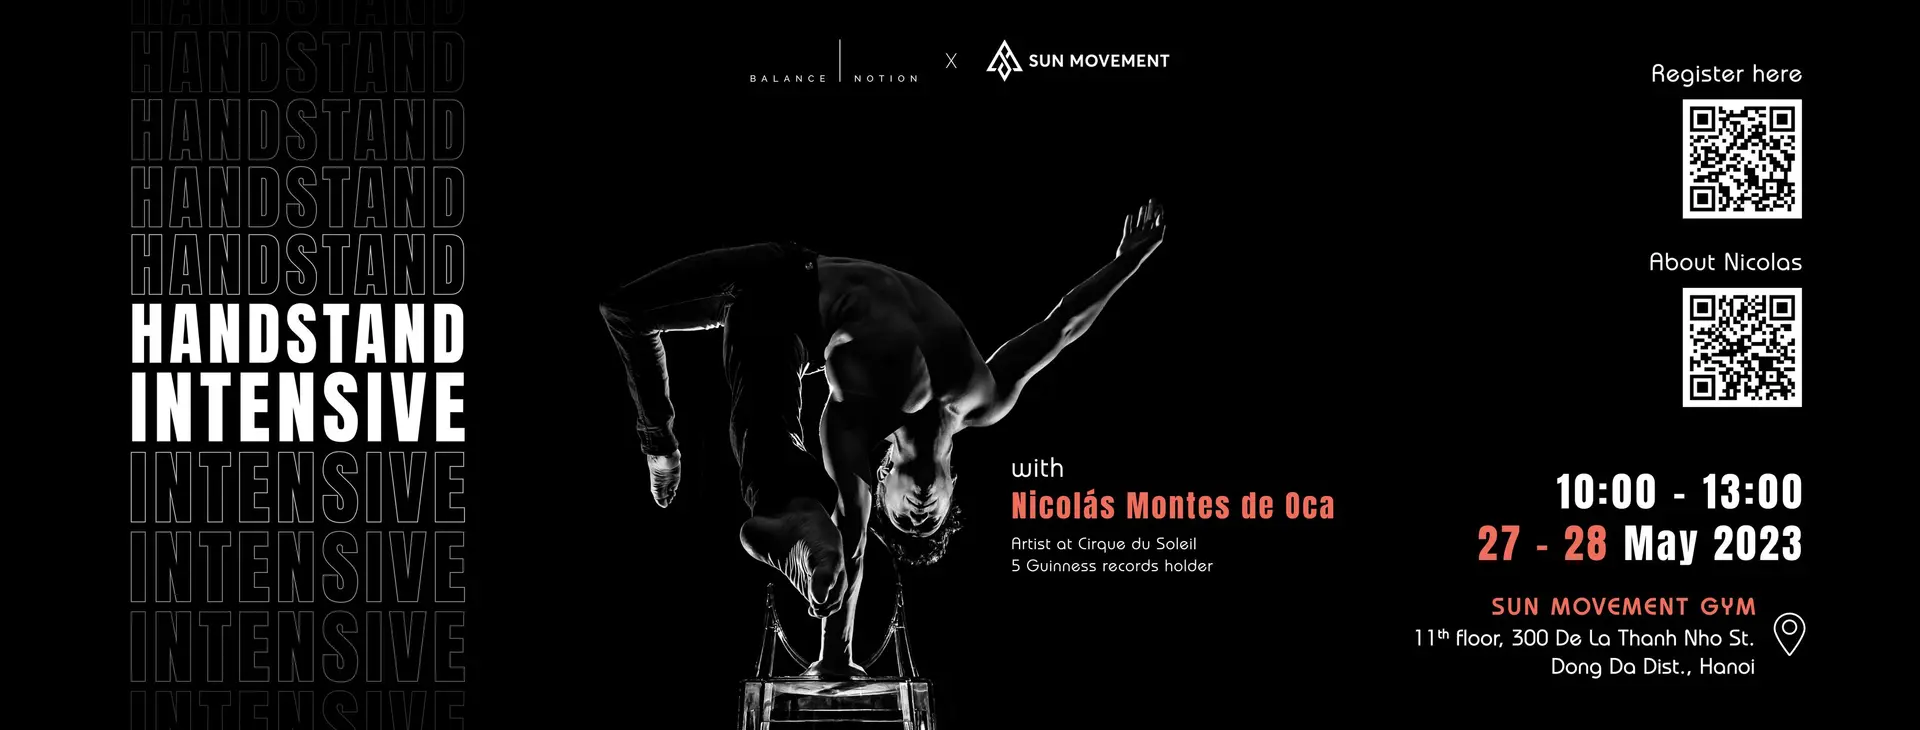 HANDSTAND
HANDSTAND
HANDSTAND
HANDSTAND
HANDSTAND
HANDSTAND
INTENSIVE
INTENSIVE
INTENSIVE
INTENSIVE
INTENSIVE
BALANCE | NOTION X SUN MOVEMENT
with
Nicolás Montes de Oca
Artist at Cirque du Soleil
5 Guinness records holder
Register here
About Nicolas
10:00 - 13:00
27 - 28 May 2023
SUN MOVEMENT GYM
11th floor, 300 De La Thanh Nho St.
Dong Da Dist., Hanoi